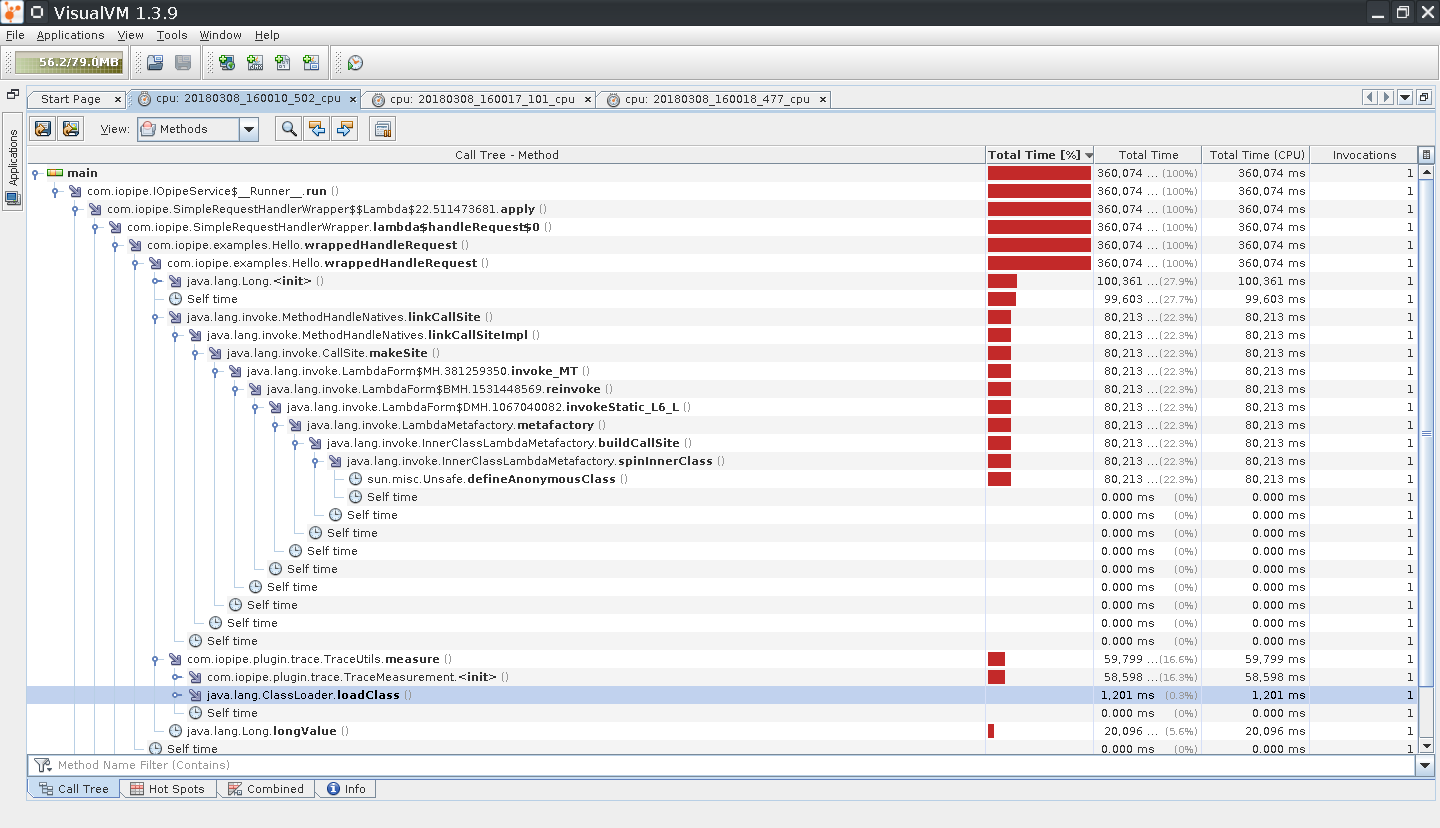 VisualVM 1.3.9
File Applications View Tools Window Help
56.2/79.0MB
Applications
Start Page cpu: 20180308_160010_502_cpu cpu: 20180308_160017_101_cpu cpu: 20180308_160018_477_cpu
View: Methods
Call Tree - Method Total Time [%] Total Time Total Time (CPU) Invocations
main 360,074 ... (100%) 360,074 ms 1
com.iopipe.IOpipeService$__Runner__.run () 360,074 ... (100%) 360,074 ms 1
com.iopipe.SimpleRequestHandlerWrapper$$Lambda$22.511473681.apply () 360,074 ... (100%) 360,074 ms 1
com.iopipe.SimpleRequestHandlerWrapper.lambda$handleRequest$0 () 360,074 ... (100%) 360,074 ms 1
com.iopipe.examples.Hello.wrappedHandleRequest () 360,074 ... (100%) 360,074 ms 1
com.iopipe.examples.Hello.wrappedHandleRequest () 360,074 ... (100%) 360,074 ms 1
java.lang.Long.<init> () 100,361 ... (27.9%) 100,361 ms 1
Self time 99,603 ... (27.7%) 99,603 ms 1
java.lang.invoke.MethodHandleNatives.linkCallSite () 80,213 ... (22.3%) 80,213 ms 1
java.lang.invoke.MethodHandleNatives.linkCallSiteImpl () 80,213 ... (22.3%) 80,213 ms 1
java.lang.invoke.CallSite.makeSite () 80,213 ... (22.3%) 80,213 ms 1
java.lang.invoke.LambdaForm$MH.381259350.invoke_MT () 80,213 ... (22.3%) 80,213 ms 1
java.lang.invoke.LambdaForm$BMH.1531448569.reinvoke () 80,213 ... (22.3%) 80,213 ms 1
java.lang.invoke.LambdaForm$DMH.1067040082.invokeStatic_L6_L () 80,213 ... (22.3%) 80,213 ms 1
java.lang.invoke.LambdaMetafactory.metafactory () 80,213 ... (22.3%) 80,213 ms 1
java.lang.invoke.InnerClassLambdaMetafactory.buildCallSite () 80,213 ... (22.3%) 80,213 ms 1
java.lang.invoke.InnerClassLambdaMetafactory.spinInnerClass () 80,213 ... (22.3%) 80,213 ms 1
sun.misc.Unsafe.defineAnonymousClass () 80,213 ... (22.3%) 80,213 ms 1
Self time 0.000 ms (0%) 0.000 ms 1
Self time 0.000 ms (0%) 0.000 ms 1
Self time 0.000 ms (0%) 0.000 ms 1
Self time 0.000 ms (0%) 0.000 ms 1
Self time 0.000 ms (0%) 0.000 ms 1
Self time 0.000 ms (0%) 0.000 ms 1
Self time 0.000 ms (0%) 0.000 ms 1
Self time 0.000 ms (0%) 0.000 ms 1
Self time 0.000 ms (0%) 0.000 ms 1
com.iopipe.plugin.trace.TraceUtils.measure () 59,799 ... (16.6%) 59,799 ms 1
com.iopipe.plugin.trace.TraceMeasurement.<init> () 58,598 ... (16.3%) 58,598 ms 1
java.lang.ClassLoader.loadClass () 1,201 ms (0.3%) 1,201 ms 1
Self time 0.000 ms (0%) 0.000 ms 1
java.lang.Long.longValue () 20,096 ... (5.6%) 20,096 ms 1
Self time 0.000 ms (0%) 0.000 ms 1
Method Name Filter (Contains)
Call Tree Hot Spots Combined Info